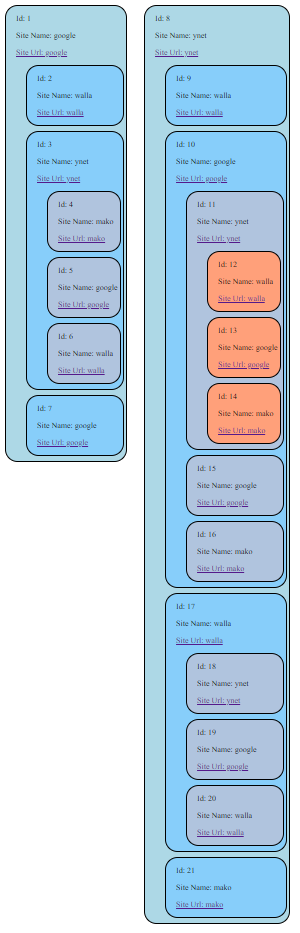 Id: 1
Site Name: google
Site Url: google
Id: 2
Site Name: walla
Site Url: walla
Id: 3
Site Name: ynet
Site Url: ynet
Id: 4
Site Name: mako
Site Url: mako
Id: 5
Site Name: google
Site Url: google
Id: 6
Site Name: walla
Site Url: walla
Id: 7
Site Name: google
Site Url: google
Id: 8
Site Name: ynet
Site Url: ynet
Id: 9
Site Name: walla
Site Url: walla
Id: 10
Site Name: google
Site Url: google
Id: 11
Site Name: ynet
Site Url: ynet
Id: 12
Site Name: walla
Site Url: walla
Id: 13
Site Name: google
Site Url: google
Id: 14
Site Name: mako
Site Url: mako
Id: 15
Site Name: google
Site Url: google
Id: 16
Site Name: mako
Site Url: mako
Id: 17
Site Name: walla
Site Url: walla
Id: 18
Site Name: ynet
Site Url: ynet
Id: 19
Site Name: google
Site Url: google
Id: 20
Site Name: walla
Site Url: walla
Id: 21
Site Name: mako
Site Url: mako